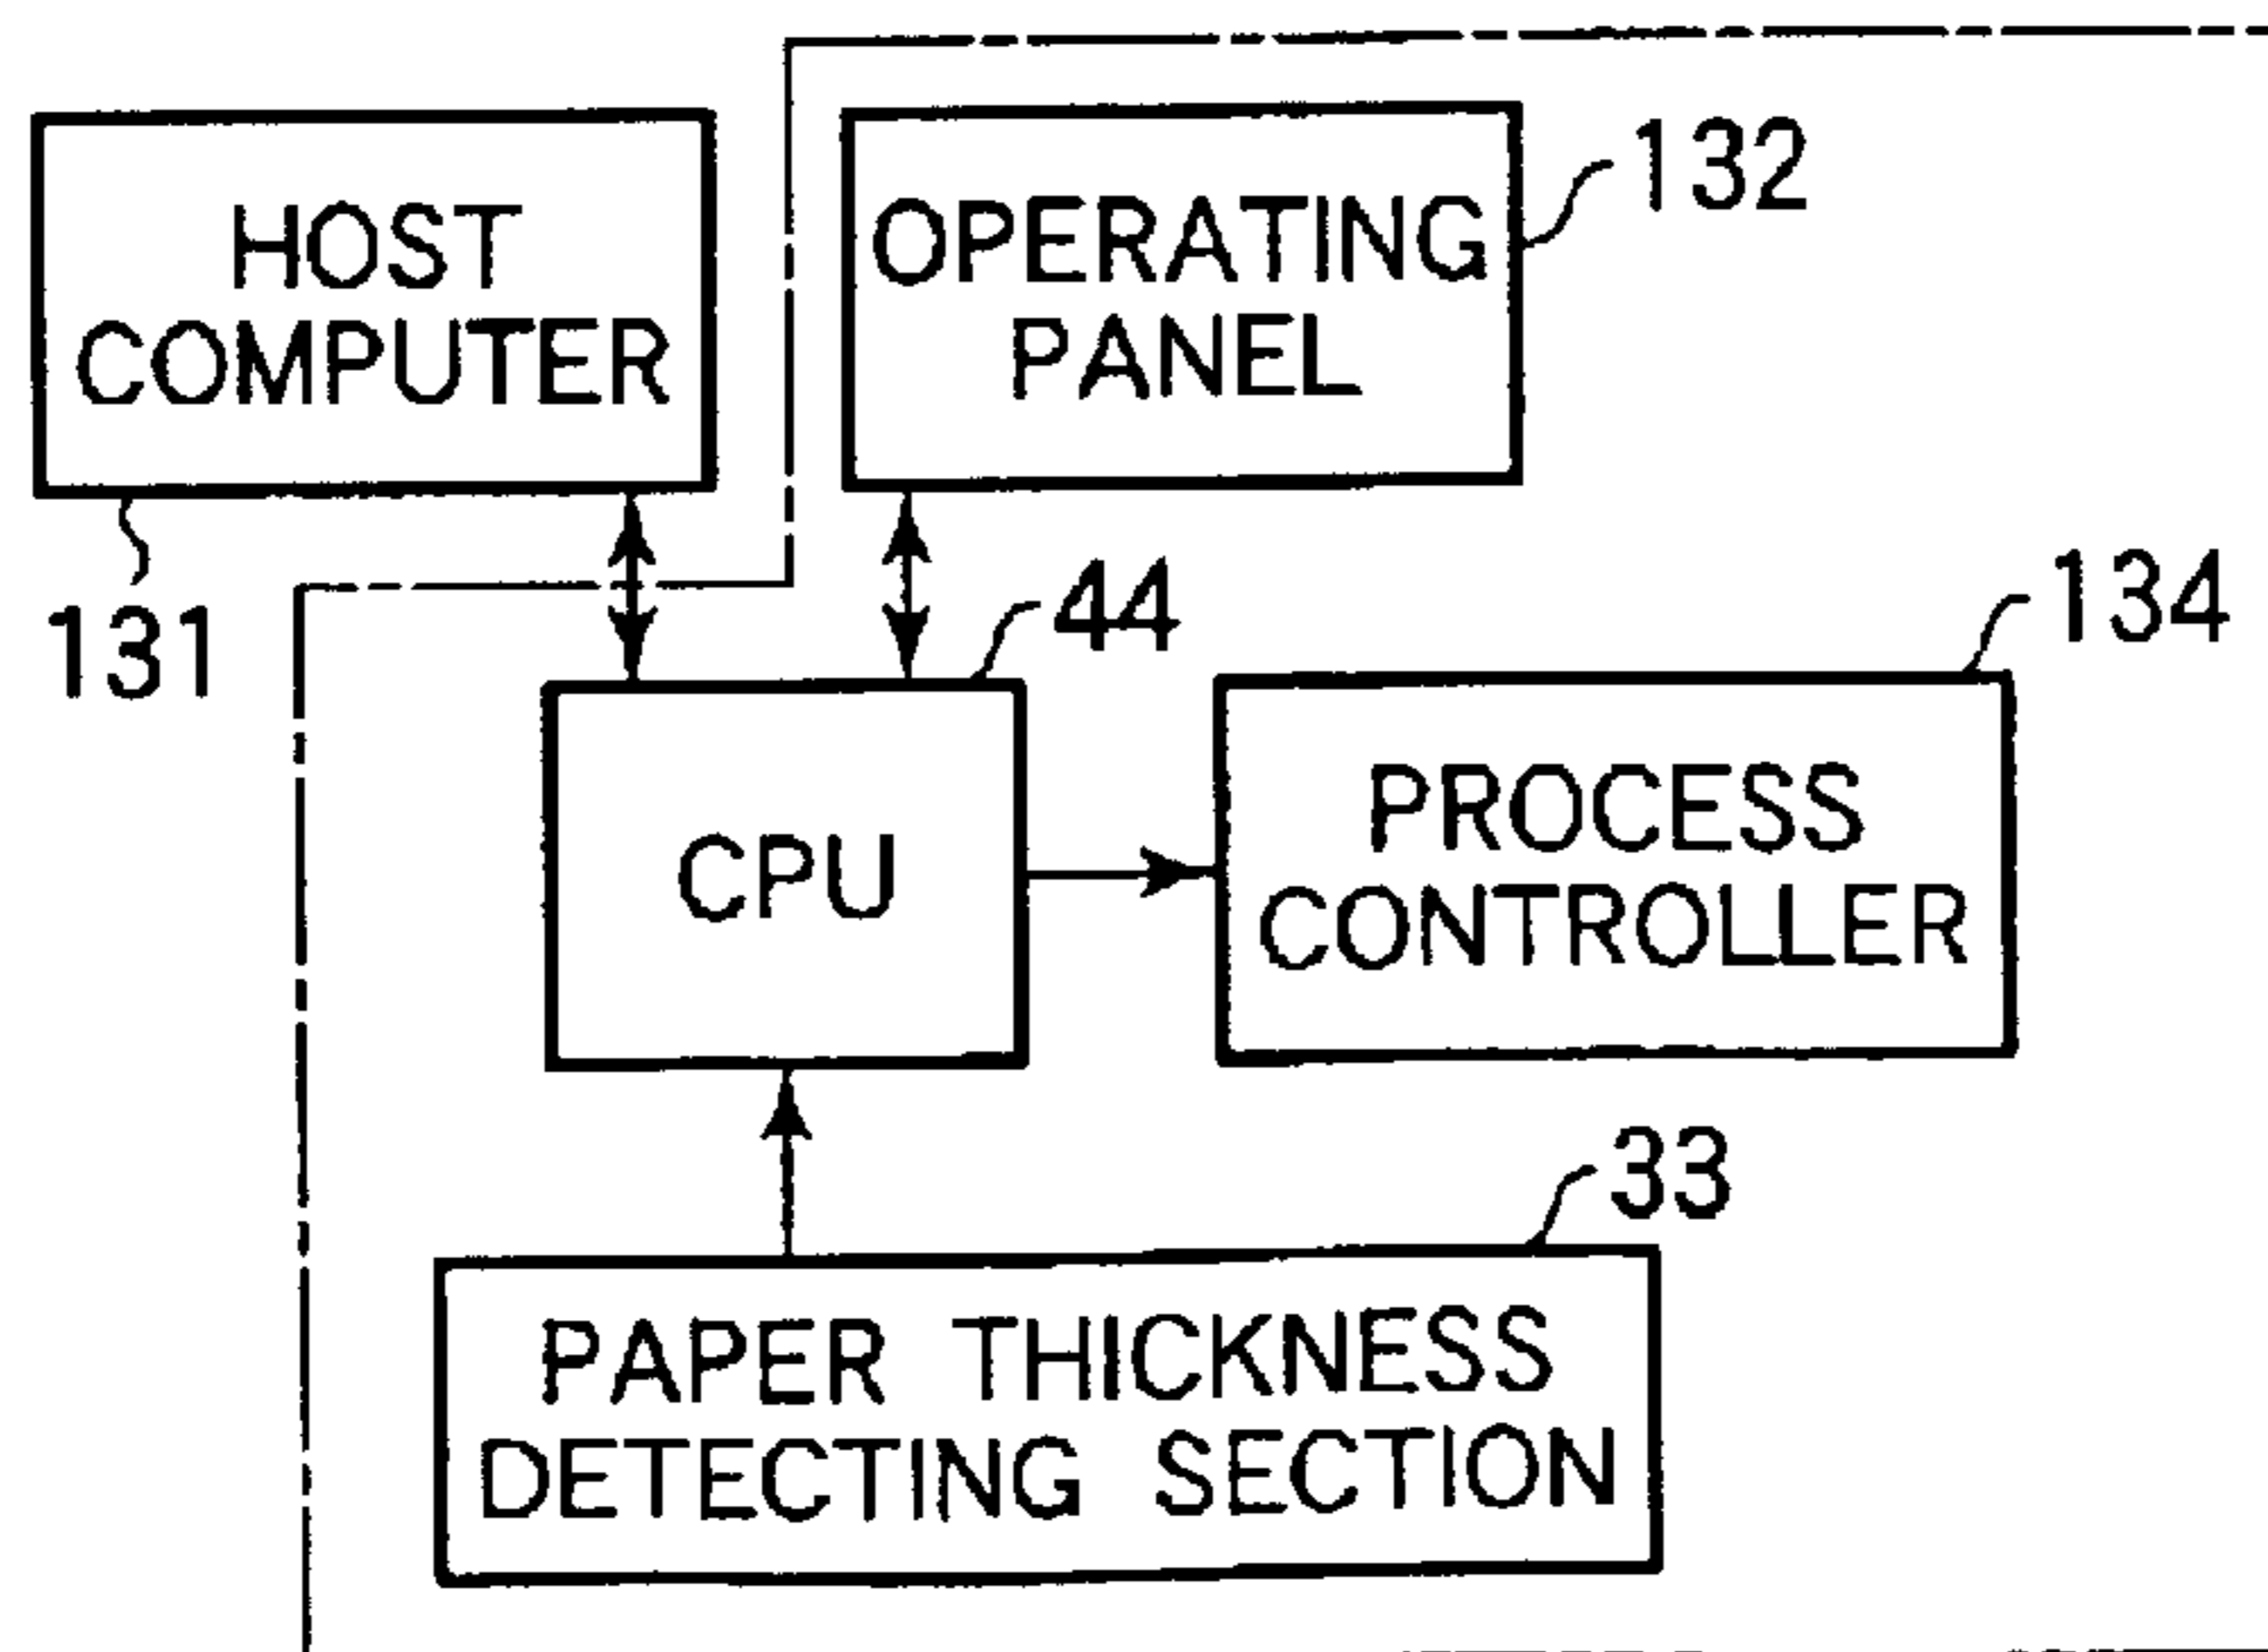 HOST
COMPUTER
131
OPERATING
PANEL
132
44
CPU
134
PROCESS
CONTROLLER
33
PAPER THICKNESS
DETECTING SECTION